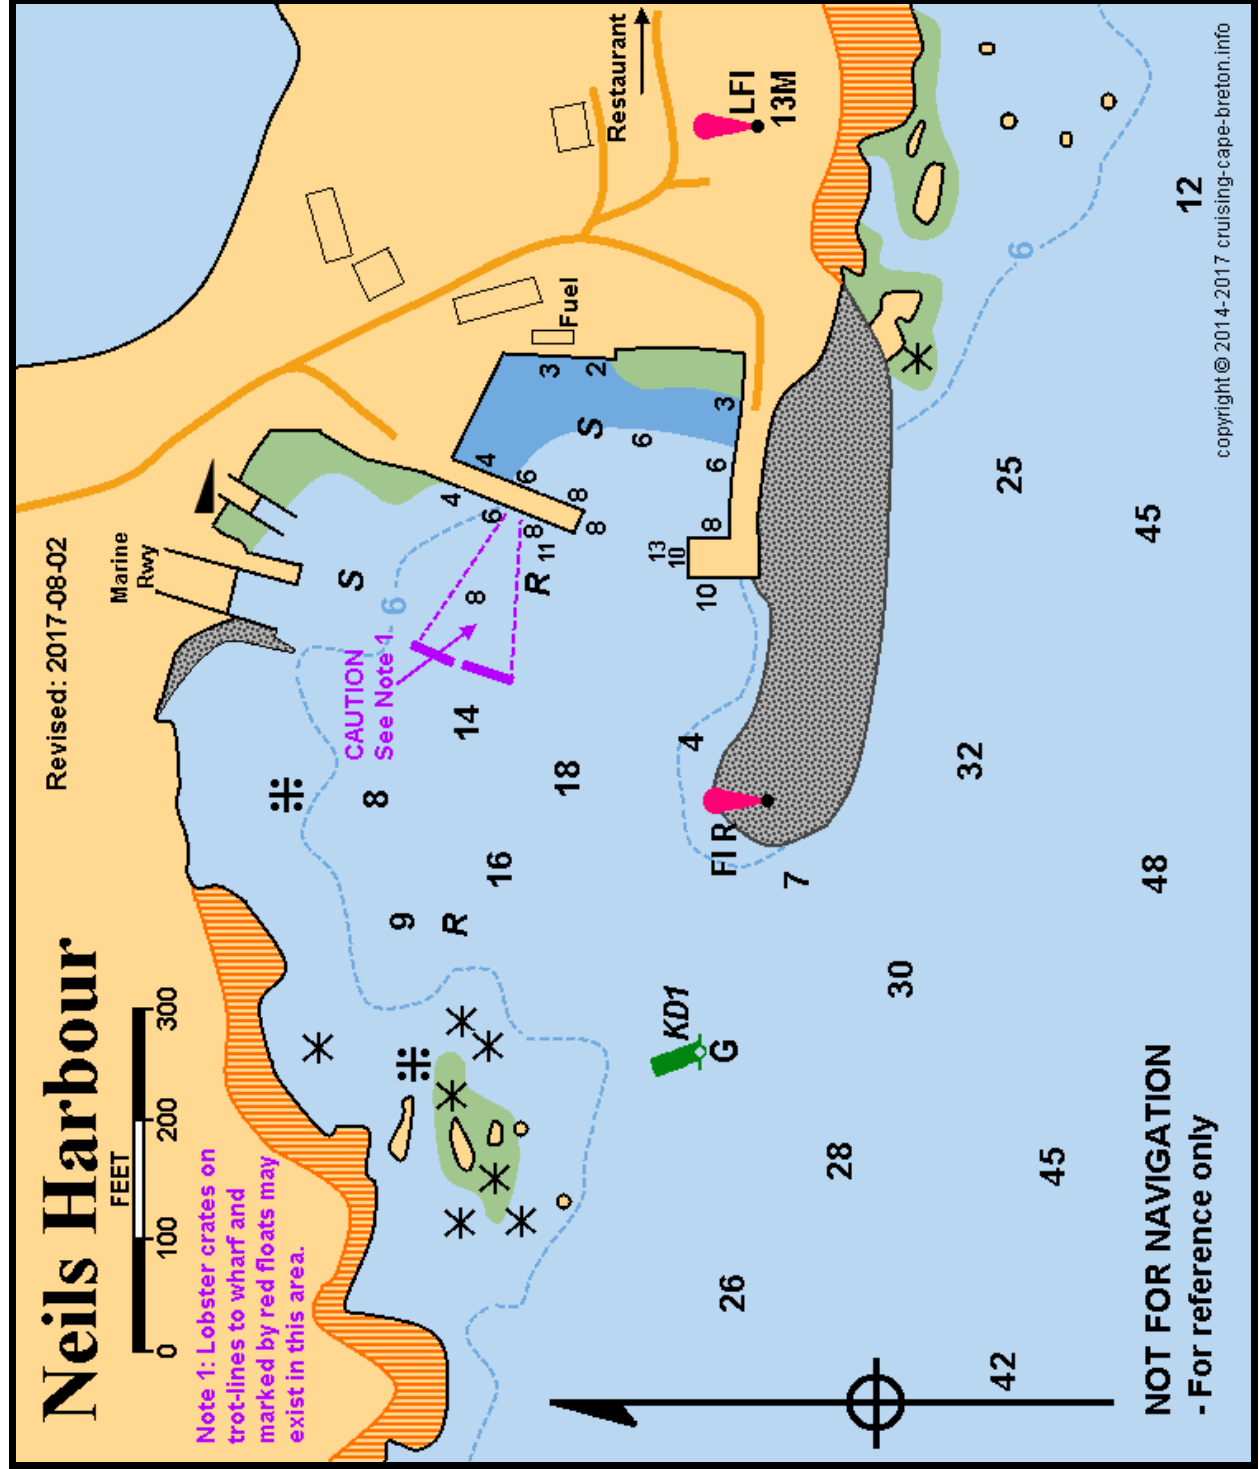 Neils Harbour
FEET
0 100 200 300
Note 1: Lobster crates on
trot-lines to wharf and
marked by red floats may
exist in this area.
Revised: 2017-08-02
Marine
Rwy
CAUTION
See Note 1
S
6
8
9
R
14
16
18
8
R
11
8
6
4
4
6
8
8
S
3
2
3
6
6
8
13
10
10
4
Fuel
Restaurant
LFl
13M
Fl R
7
KD1
G
26
28
30
32
42
45
48
25
45
12
6
NOT FOR NAVIGATION
- For reference only
copyright © 2014-2017 cruising-cape-breton.info